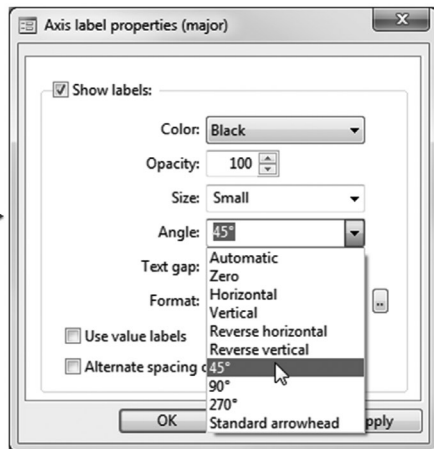 Axis label properties (major)
Show labels:
Color: Black
Opacity: 100
Size: Small
Angle: 45°
Automatic
Zero
Horizontal
Vertical
Reverse horizontal
Reverse vertical
45°
90°
270°
Standard arrowhead
Text gap:
Format: ..
Use value labels
Alternate spacing
OK